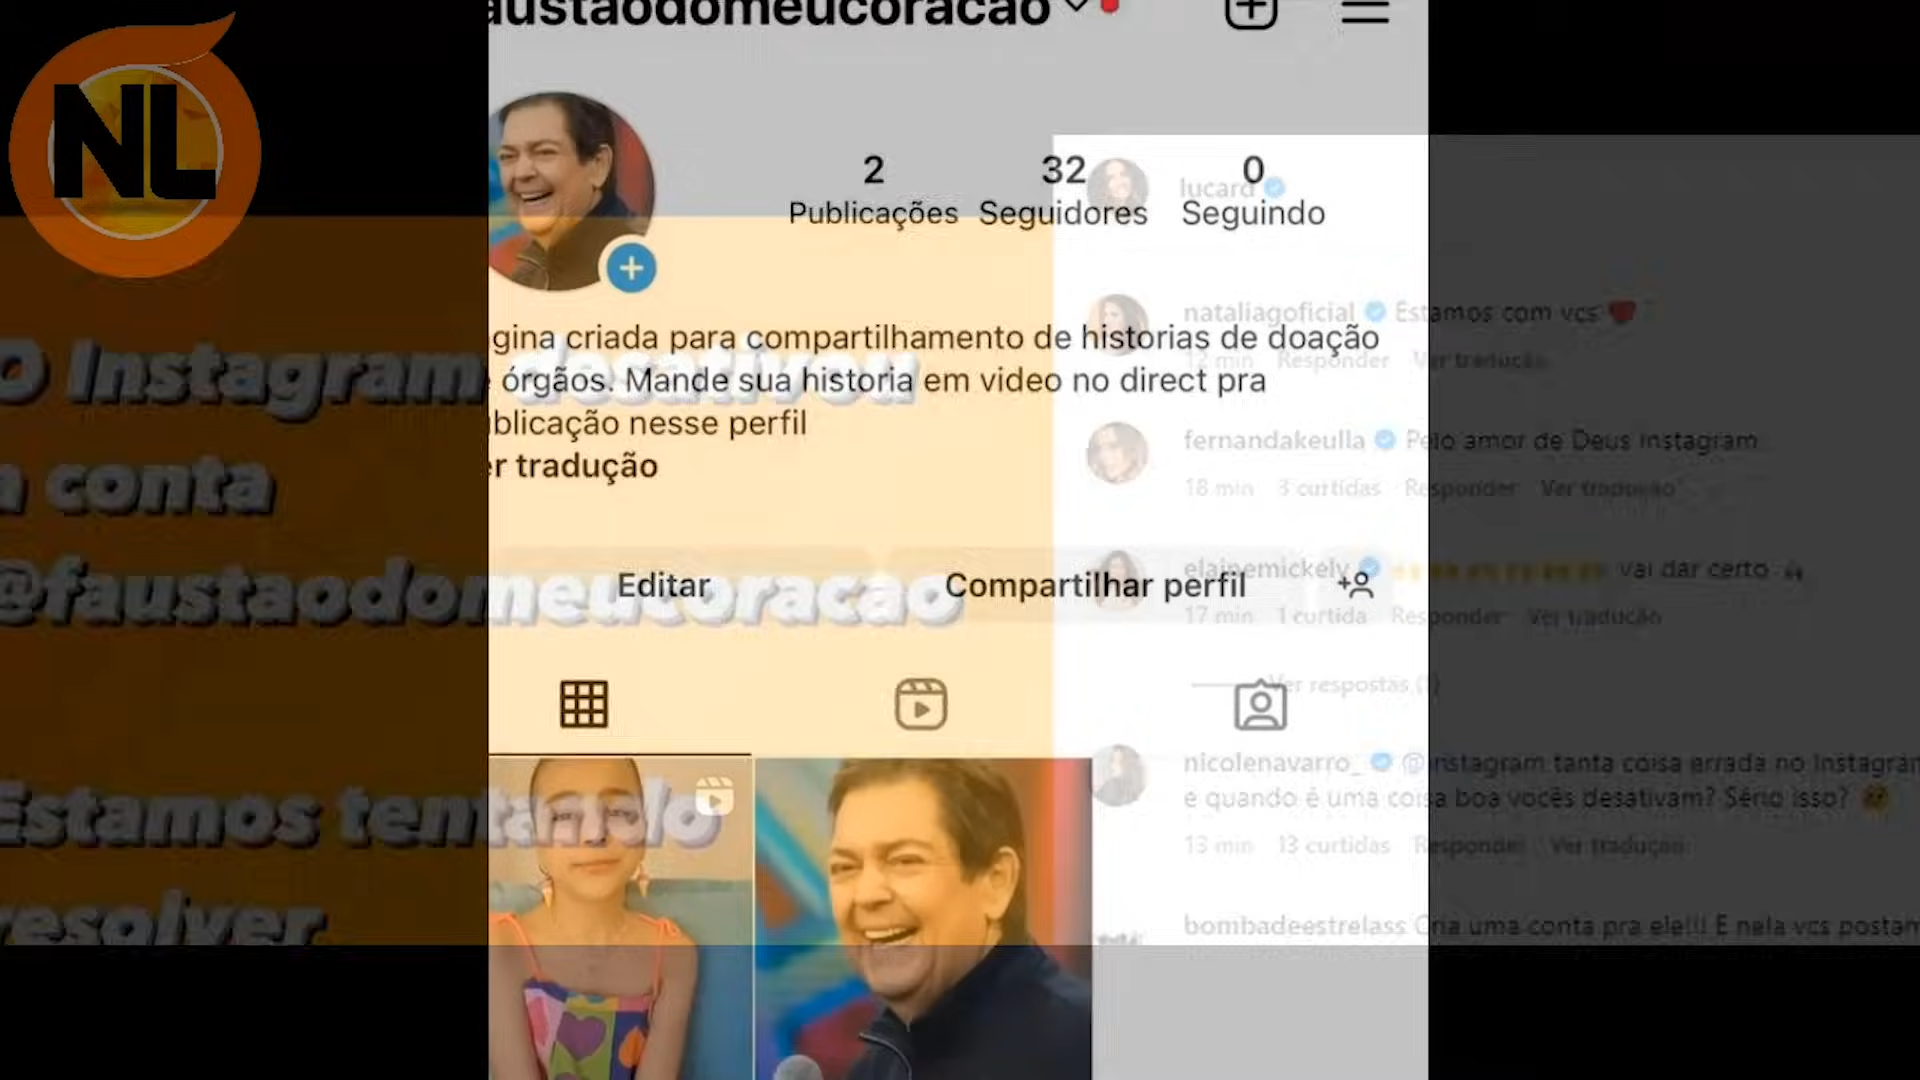 NL
faustaodomeucoracao
2 32 0
Publicações Seguidores Seguindo
gina criada para compartilhamento de historias de doação
órgãos. Mande sua historia em video no direct pra
blicação nesse perfil
r tradução
Editar Compartilhar perfil
O Instagram desativou
a conta
@faustaodomeucoracao
Estamos tentando
resolver
lucard
nataliagoficial Estamos com vcs
12 min Responder Ver tradução
fernandakeulla Pelo amor de Deus Instagram
18 min 3 curtidas Responder Ver tradução
elainemickely vai dar certo
17 min 1 curtida Responder Ver tradução
Ver respostas (1)
nicolenavarro_ @instagram tanta coisa errada no Instagram
e quando é uma coisa boa vocês desativam? Sério isso?
13 min 13 curtidas Responder Ver tradução
bombadeestrelass Cria uma conta pra ele!!! E nela vcs postam